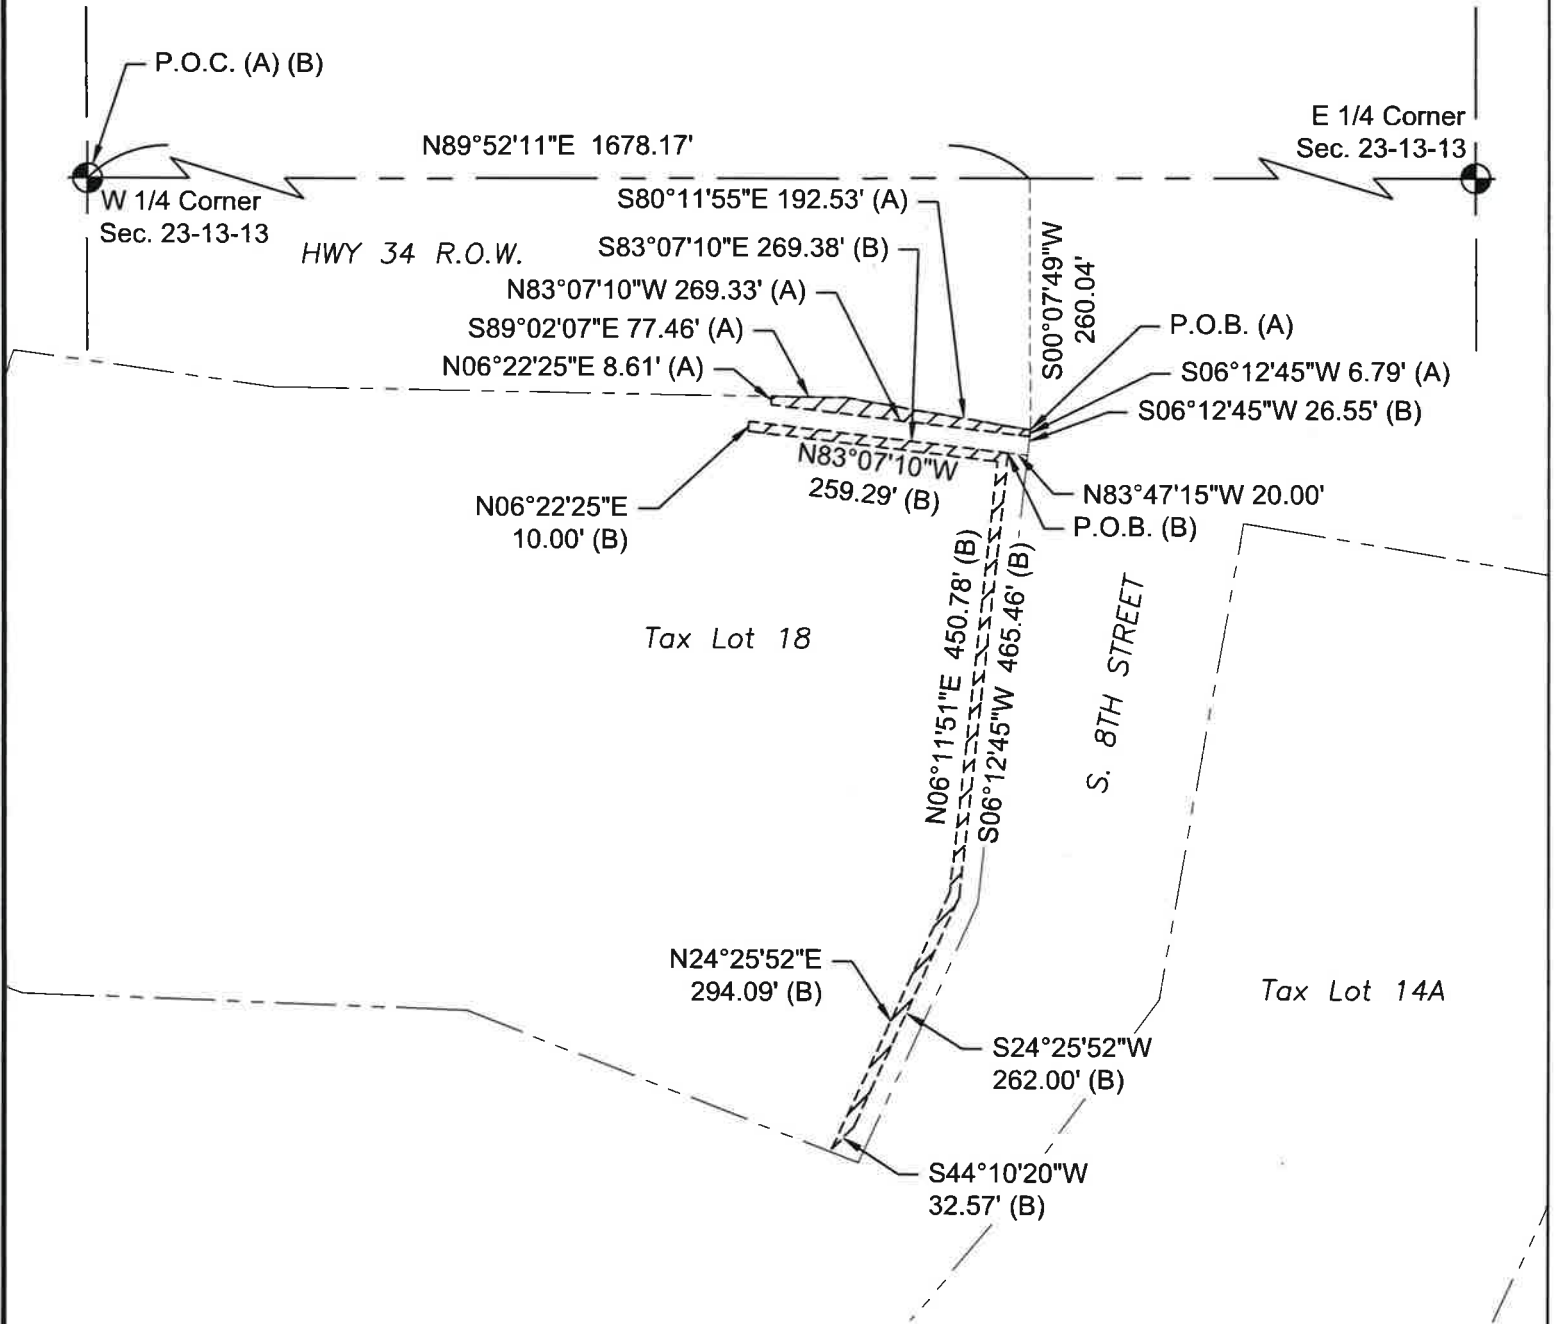 P.O.C. (A) (B)
E 1/4 Corner
Sec. 23-13-13
N89°52'11"E 1678.17'
W 1/4 Corner
Sec. 23-13-13
S80°11'55"E 192.53' (A)
HWY 34 R.O.W.
S83°07'10"E 269.38' (B)
S00°07'49"W
260.04'
N83°07'10"W 269.33' (A)
S89°02'07"E 77.46' (A)
N06°22'25"E 8.61' (A)
P.O.B. (A)
S06°12'45"W 6.79' (A)
S06°12'45"W 26.55' (B)
N83°07'10"W
259.29' (B)
N06°22'25"E
10.00' (B)
N83°47'15"W 20.00'
P.O.B. (B)
N06°11'51"E 450.78' (B)
S06°12'45"W 465.46' (B)
S. 8TH STREET
Tax Lot 18
N24°25'52"E
294.09' (B)
Tax Lot 14A
S24°25'52"W
262.00' (B)
S44°10'20"W
32.57' (B)